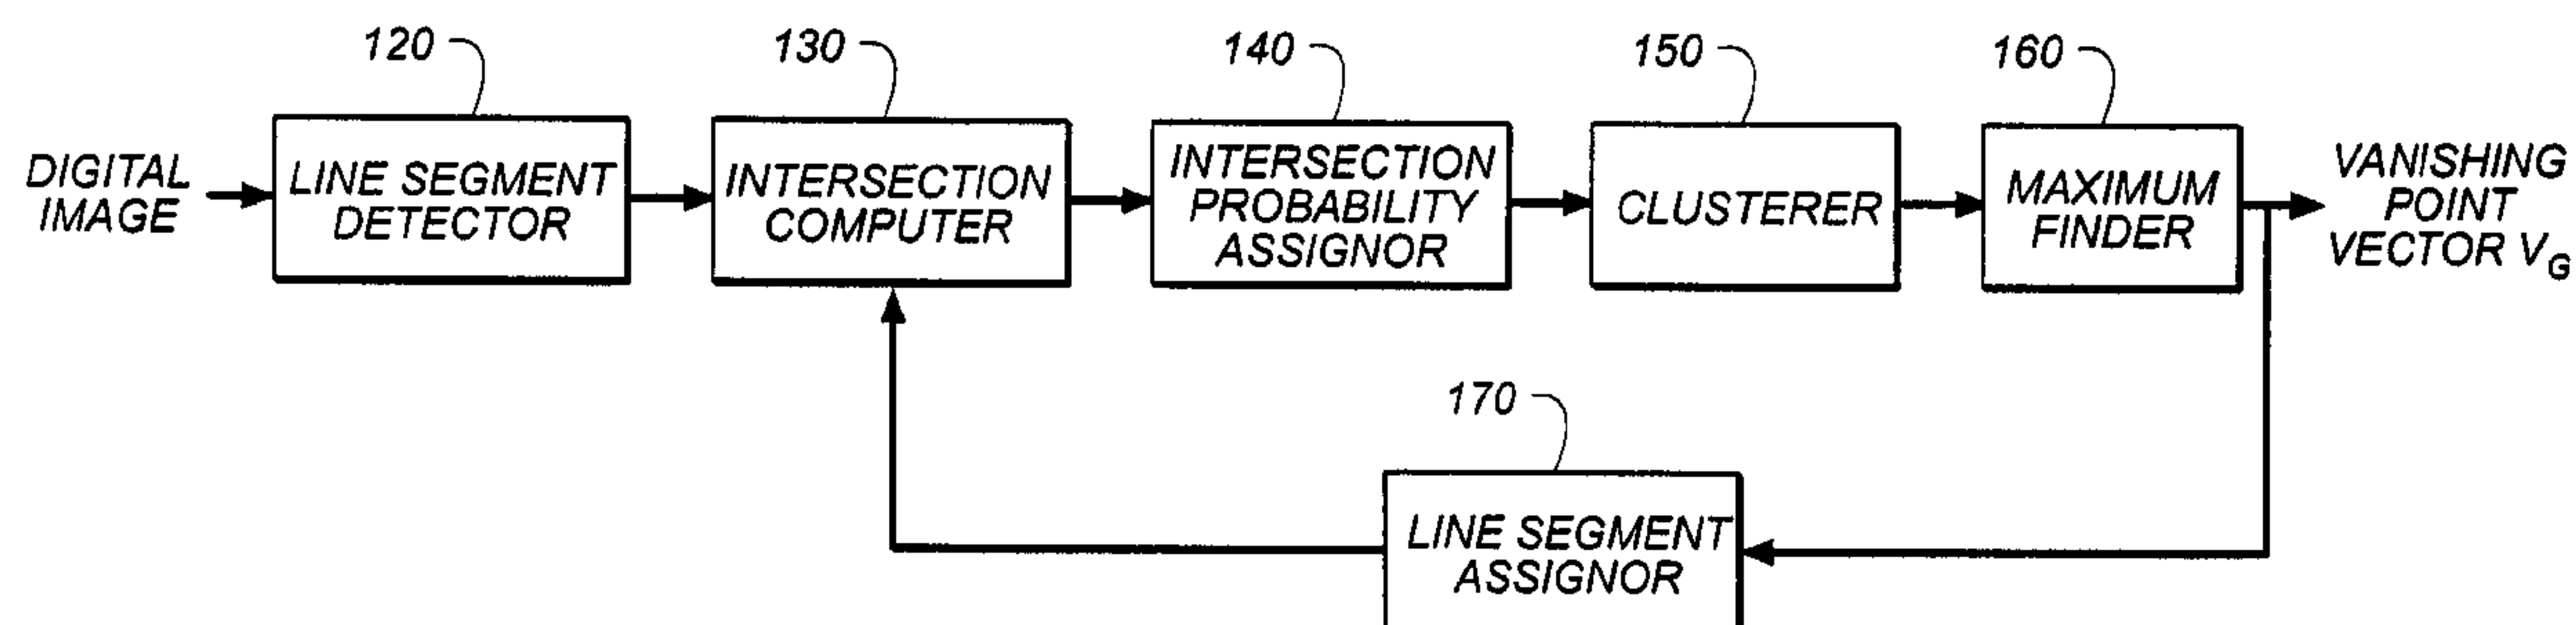 120
130
140
150
160
DIGITAL
IMAGE
LINE SEGMENT
DETECTOR
INTERSECTION
COMPUTER
INTERSECTION
PROBABILITY
ASSIGNOR
CLUSTERER
MAXIMUM
FINDER
VANISHING
POINT
VECTOR VG
170
LINE SEGMENT
ASSIGNOR